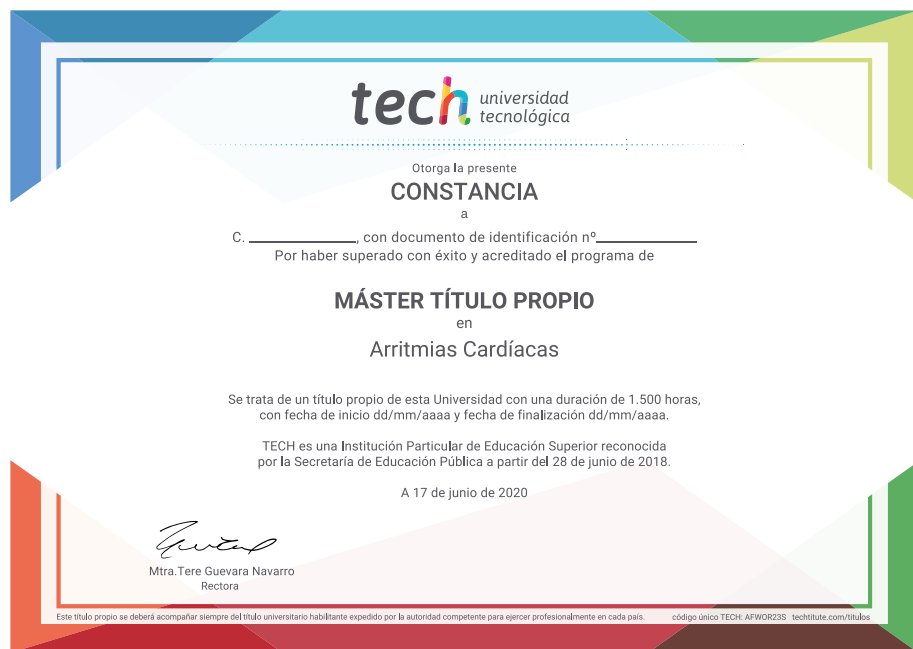 tech universidad
tecnológica
Otorga la presente
CONSTANCIA
a
C. ____________, con documento de identificación nº____________
Por haber superado con éxito y acreditado el programa de
MÁSTER TÍTULO PROPIO
en
Arritmias Cardíacas
Se trata de un título propio de esta Universidad con una duración de 1.500 horas,
con fecha de inicio dd/mm/aaaa y fecha de finalización dd/mm/aaaa.
TECH es una Institución Particular de Educación Superior reconocida
por la Secretaría de Educación Pública a partir del 28 de junio de 2018.
A 17 de junio de 2020
Mtra.Tere Guevara Navarro
Rectora
Este título propio se deberá acompañar siempre del título universitario habilitante expedido por la autoridad competente para ejercer profesionalmente en cada país. código único TECH: AFWOR23S techtitute.com/titulos